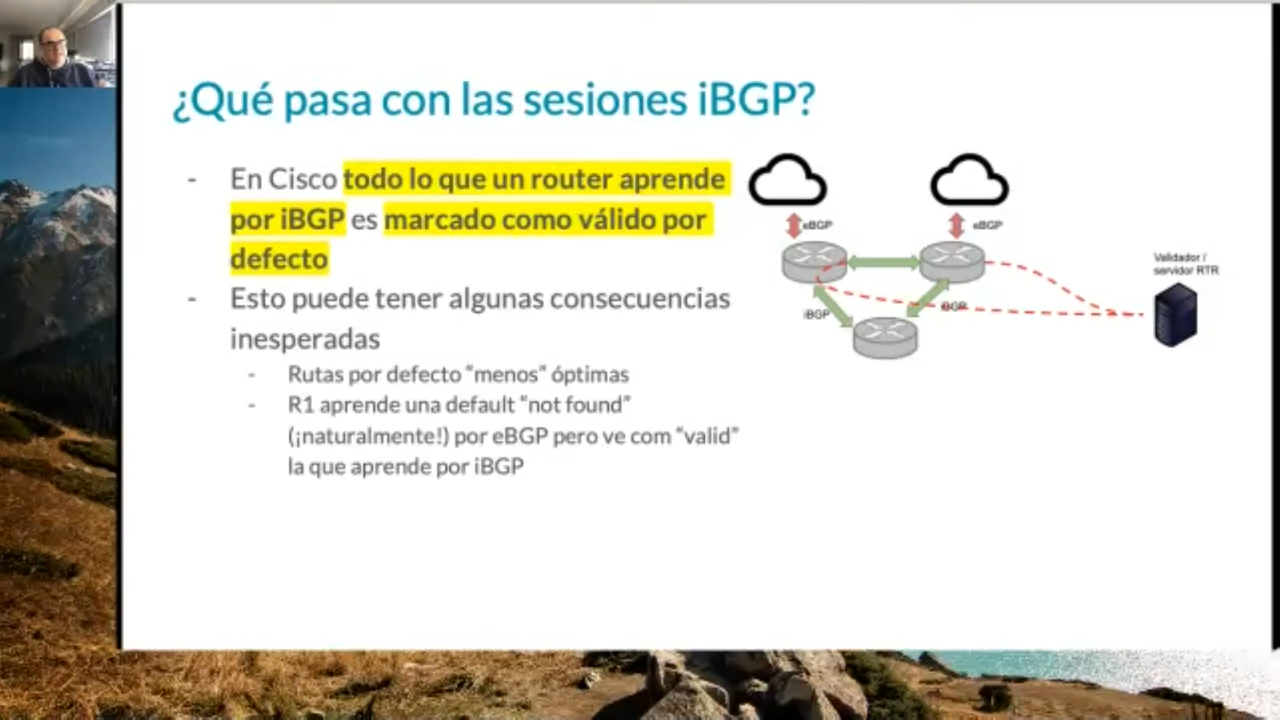 ¿Qué pasa con las sesiones iBGP?
- En Cisco todo lo que un router aprende
por iBGP es marcado como válido por
defecto
- Esto puede tener algunas consecuencias
inesperadas
- Rutas por defecto “menos” óptimas
- R1 aprende una default “not found”
(¡naturalmente!) por eBGP pero ve com “valid”
la que aprende por iBGP
eBGP
eBGP
Validador /
servidor RTR
iBGP
iBGP